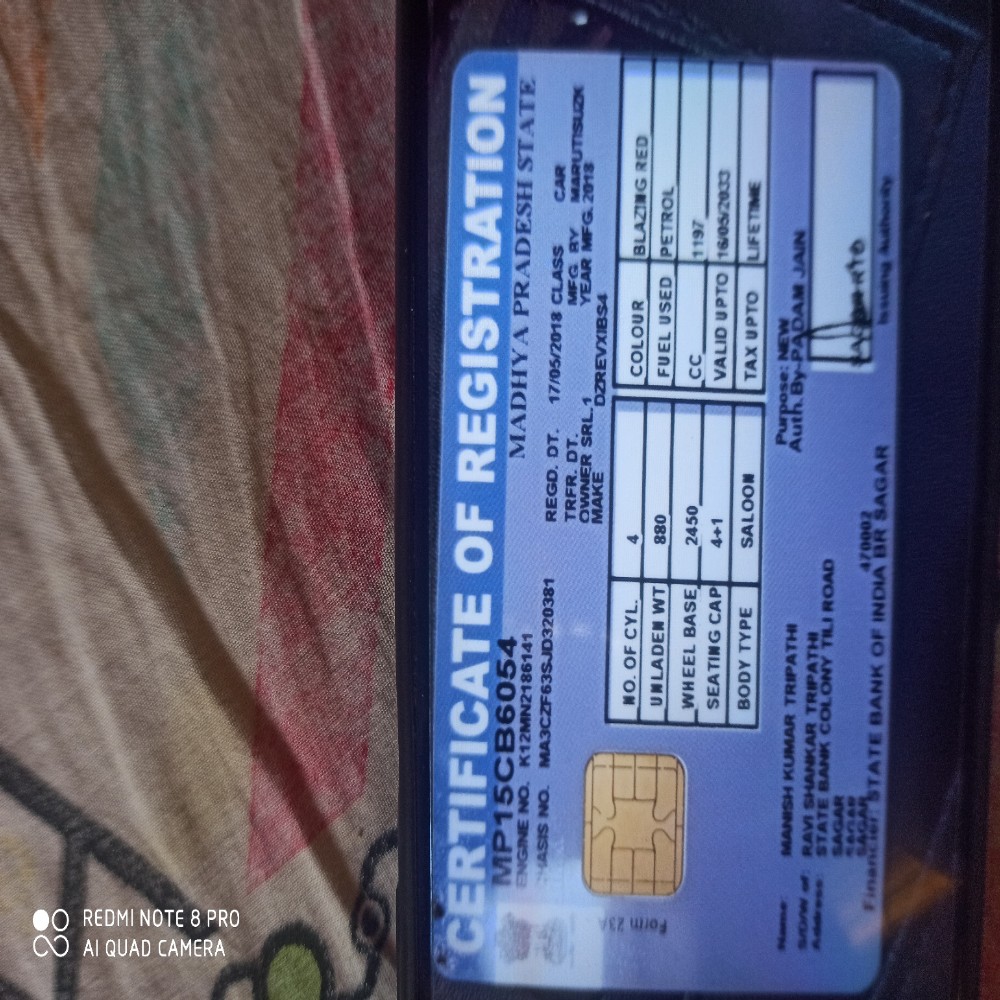 CERTIFICATE OF REGISTRATION
MADHYA PRADESH STATE
MP15CB6054
ENGINE NO. K12MN2186141
CHASIS NO. MA3CZF63SJD320381
REGD. DT. 17/05/2018 CLASS CAR
TRFR. DT. MFG. BY MARUTISUZK
OWNER SRL.1 YEAR MFG. 2018
MAKE DZREVXIBS4
NO. OF CYL. 4 COLOUR BLAZING RED
UNLADEN WT 880 FUEL USED PETROL
WHEEL BASE 2450 CC 1197
SEATING CAP 4+1 VALID UPTO 16/05/2033
BODY TYPE SALOON TAX UPTO LIFETIME
Form 23A
Name: MANISH KUMAR TRIPATHI
S/D/W of: RAVI SHANKAR TRIPATHI
Address: STATE BANK COLONY TILI ROAD
SAGAR
SAGAR 470002
Financier: STATE BANK OF INDIA BR SAGAR
Purpose: NEW
Auth.By-PADAM JAIN
Issuing Authority
REDMI NOTE 8 PRO
AI QUAD CAMERA